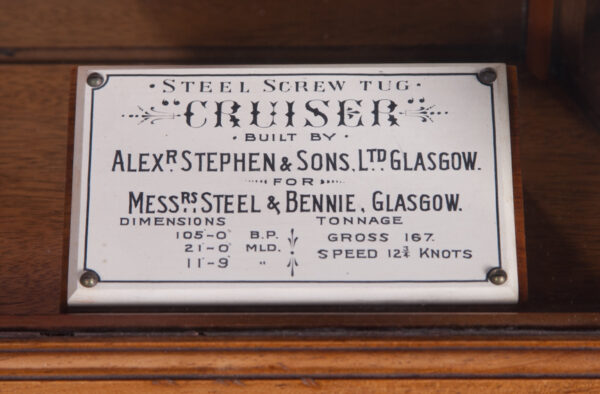 · STEEL SCREW TUG ·
"CRUISER"
· BUILT BY ·
ALEXR. STEPHEN & SONS, LTD GLASGOW.
FOR
MESSRS. STEEL & BENNIE, GLASGOW.
DIMENSIONS TONNAGE
105-0 B.P. GROSS 167.
21-0 MLD. SPEED 12¾ KNOTS
11-9 "